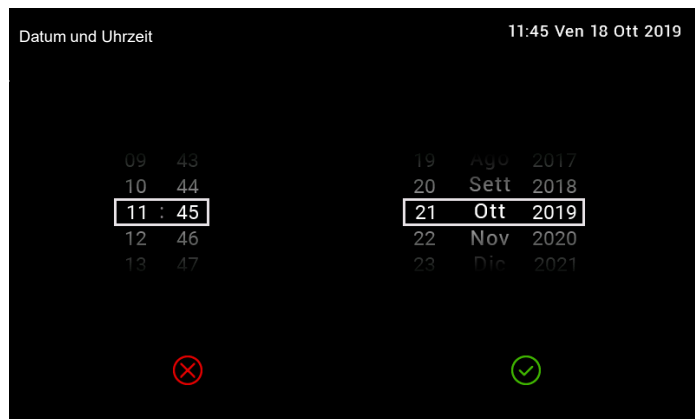 Datum und Uhrzeit 11:45 Ven 18 Ott 2019
09 43 19 Ago 2017
10 44 20 Sett 2018
11 : 45 21 Ott 2019
12 46 22 Nov 2020
13 47 23 Dic 2021